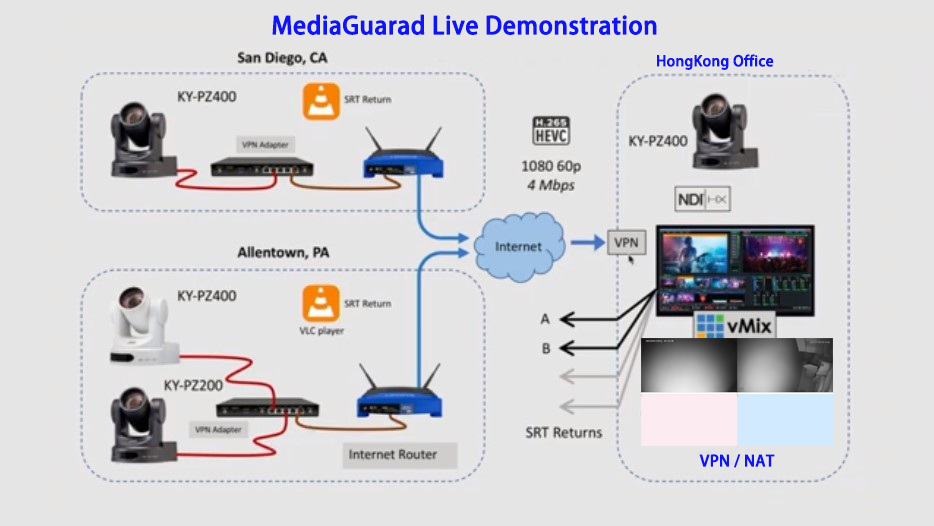 MediaGuarad Live Demonstration
San Diego, CA
HongKong Office
KY-PZ400
SRT Return
VPN Adapter
H.265
HEVC
1080 60p
4 Mbps
KY-PZ400
NDI HX
Internet
VPN
Allentown, PA
KY-PZ400
SRT Return
VLC player
KY-PZ200
VPN Adapter
Internet Router
A
B
SRT Returns
vMix
VPN / NAT